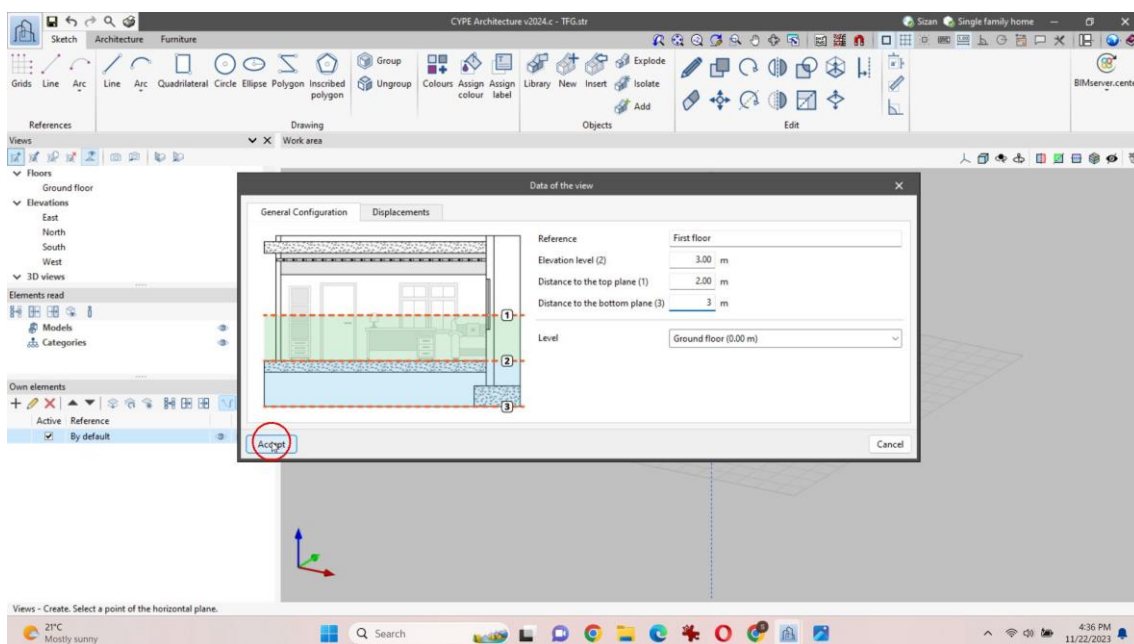 CYPE Architecture v2024.c - TFG.str
Sizan
Single family home
Sketch
Architecture
Furniture
Grids
Line
Arc
References
Line
Arc
Quadrilateral
Circle
Ellipse
Polygon
Inscribed polygon
Group
Ungroup
Drawing
Colours
Assign colour
Assign label
Library
New
Insert
Explode
Isolate
Add
Objects
Edit
BIMserver.cente
Views
Work area
Floors
Ground floor
Elevations
East
North
South
West
3D views
Elements read
Models
Categories
Own elements
Active Reference
By default
Data of the view
General Configuration
Displacements
1
2
3
Reference First floor
Elevation level (2) 3.00 m
Distance to the top plane (1) 2.00 m
Distance to the bottom plane (3) 3 m
Level Ground floor (0.00 m)
Accept
Cancel
Views - Create. Select a point of the horizontal plane.
21°C
Mostly sunny
Search
4:36 PM
11/22/2023